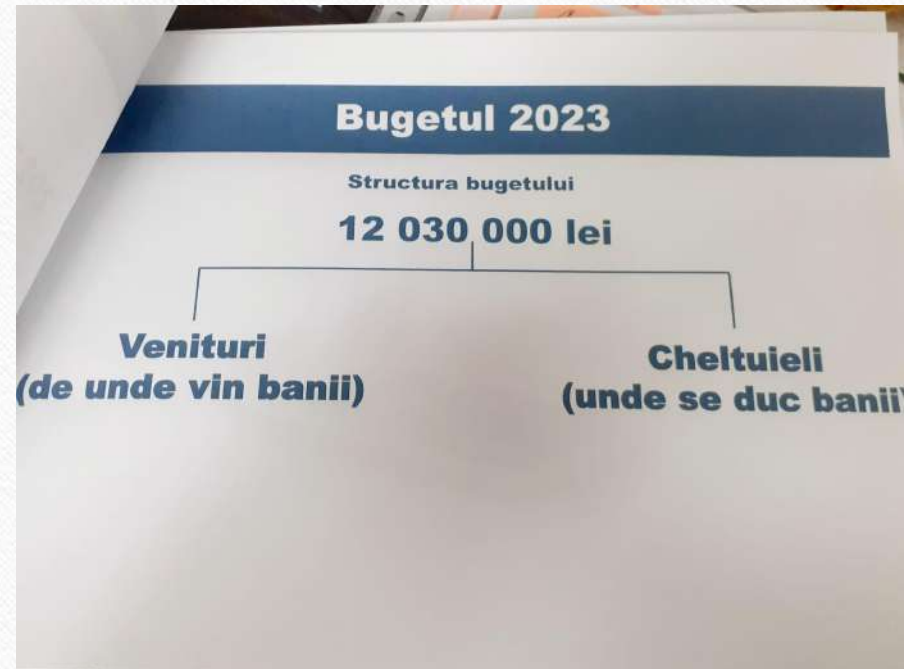 Bugetul 2023
Structura bugetului
12 030 000 lei
Venituri
(de unde vin banii)
Cheltuieli
(unde se duc banii)